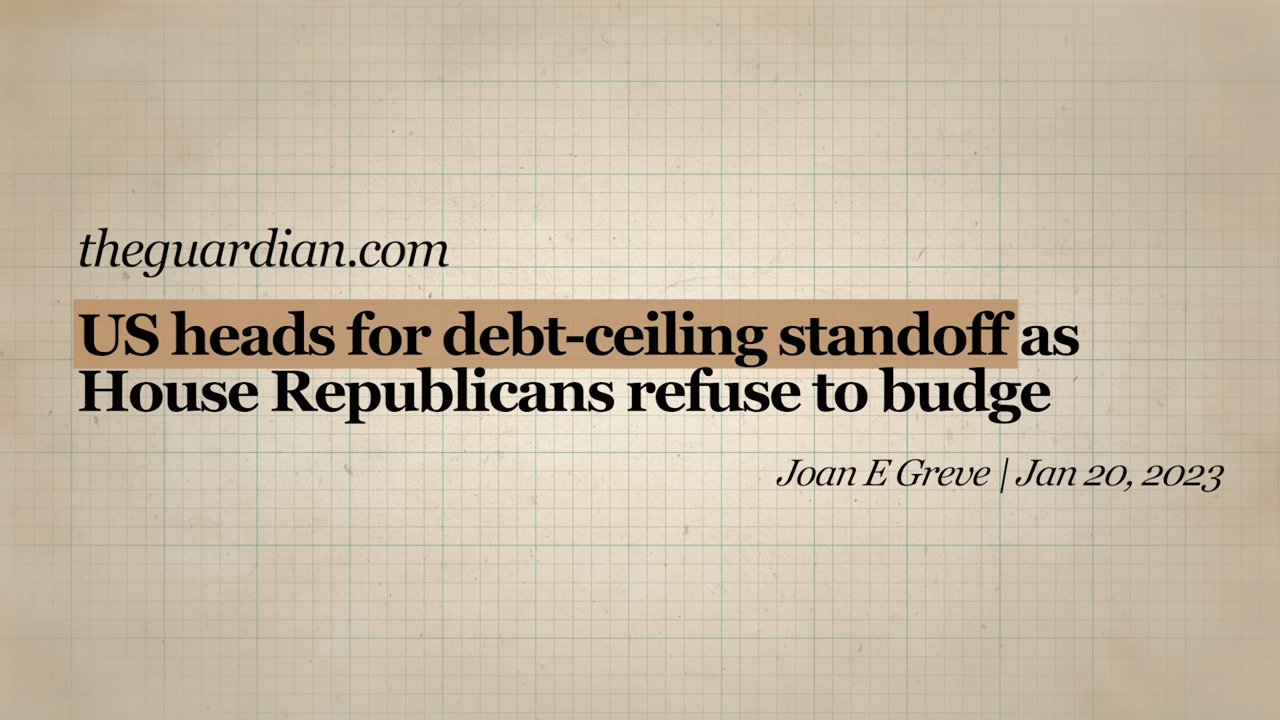 theguardian.com
US heads for debt-ceiling standoff as
House Republicans refuse to budge
Joan E Greve | Jan 20, 2023